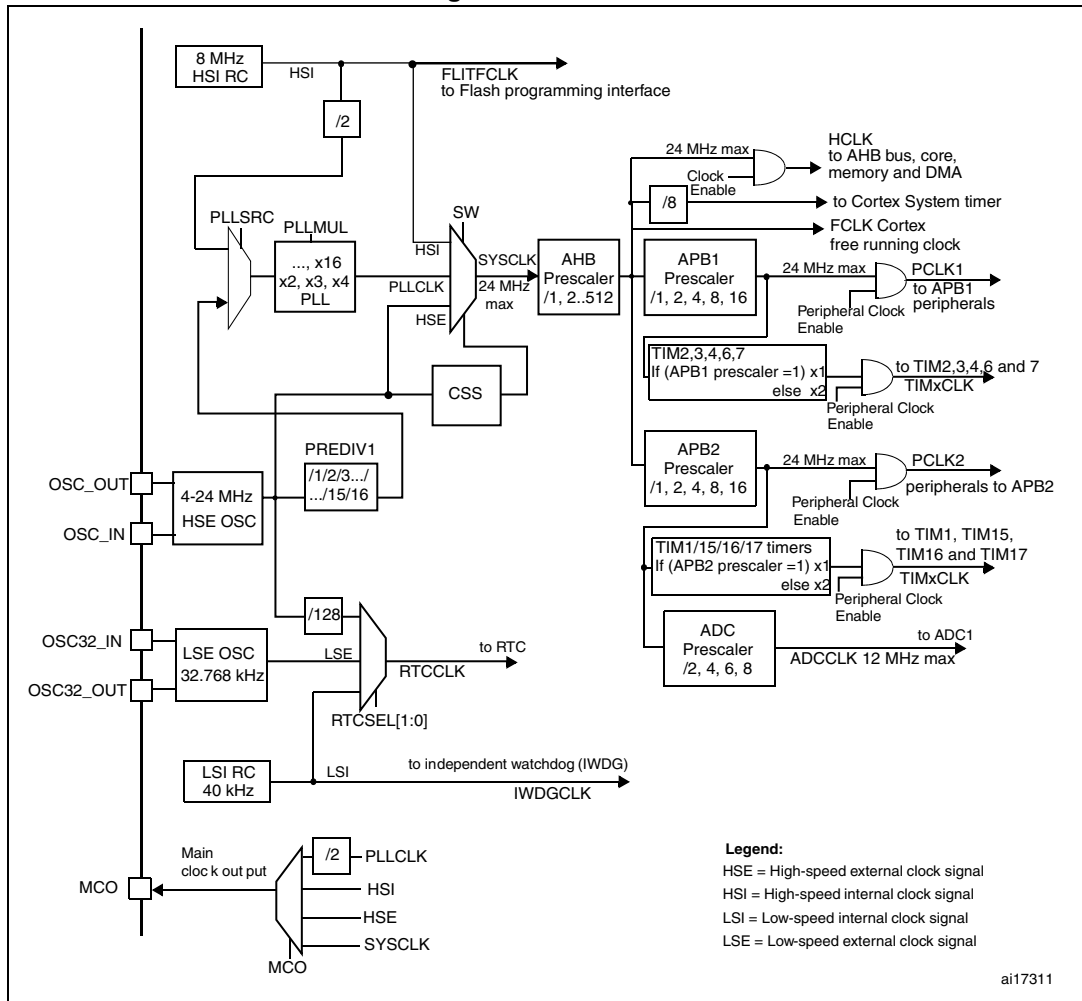 8 MHz
HSI RC
HSI
FLITFCLK
to Flash programming interface
/2
HCLK
to AHB bus, core,
memory and DMA
24 MHz max
Clock
Enable
/8
to Cortex System timer
FCLK Cortex
free running clock
PLLSRC
PLLMUL
..., x16
x2, x3, x4
PLL
SW
HSI
PLLCLK
HSE
SYSCLK
24 MHz
max
AHB
Prescaler
/1, 2..512
APB1
Prescaler
/1, 2, 4, 8, 16
24 MHz max
PCLK1
to APB1
peripherals
Peripheral Clock
Enable
TIM2,3,4,6,7
If (APB1 prescaler =1) x1
else x2
to TIM2,3,4,6 and 7
TIMxCLK
Peripheral Clock
Enable
CSS
PREDIV1
/1/2/3.../
.../15/16
OSC_OUT
OSC_IN
4-24 MHz
HSE OSC
APB2
Prescaler
/1, 2, 4, 8, 16
24 MHz max
PCLK2
peripherals to APB2
Peripheral Clock
Enable
TIM1/15/16/17 timers
If (APB2 prescaler =1) x1
else x2
to TIM1, TIM15,
TIM16 and TIM17
TIMxCLK
Peripheral Clock
Enable
/128
OSC32_IN
OSC32_OUT
LSE OSC
32.768 kHz
LSE
to RTC
RTCCLK
RTCSEL[1:0]
ADC
Prescaler
/2, 4, 6, 8
to ADC1
ADCCLK 12 MHz max
LSI RC
40 kHz
LSI
to independent watchdog (IWDG)
IWDGCLK
MCO
Main
cloc k out put
/2
PLLCLK
HSI
HSE
SYSCLK
MCO
Legend:
HSE = High-speed external clock signal
HSI = High-speed internal clock signal
LSI = Low-speed internal clock signal
LSE = Low-speed external clock signal
ai17311